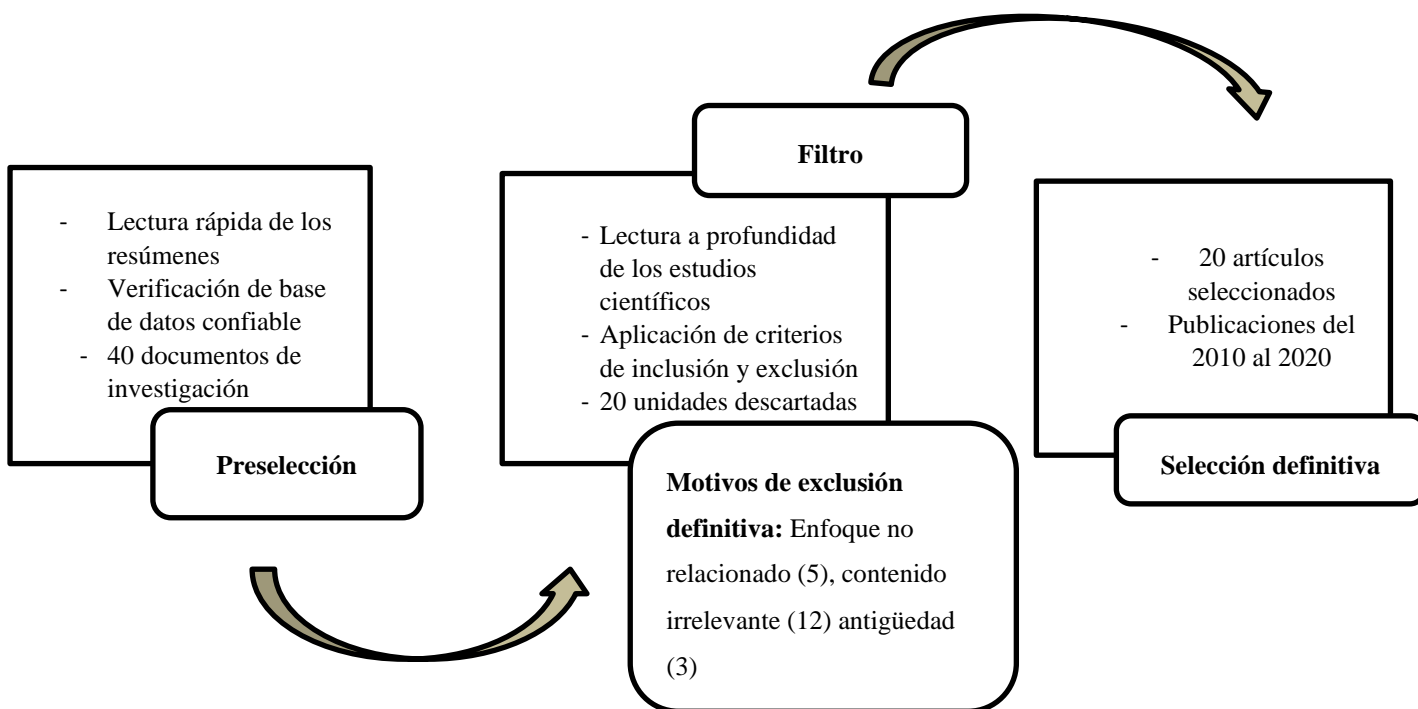 - Lectura rápida de los
resúmenes
- Verificación de base
de datos confiable
- 40 documentos de
investigación
Preselección
Filtro
- Lectura a profundidad
de los estudios
científicos
- Aplicación de criterios
de inclusión y exclusión
- 20 unidades descartadas
Motivos de exclusión
definitiva: Enfoque no
relacionado (5), contenido
irrelevante (12) antigüedad
(3)
- 20 artículos
seleccionados
- Publicaciones del
2010 al 2020
Selección definitiva